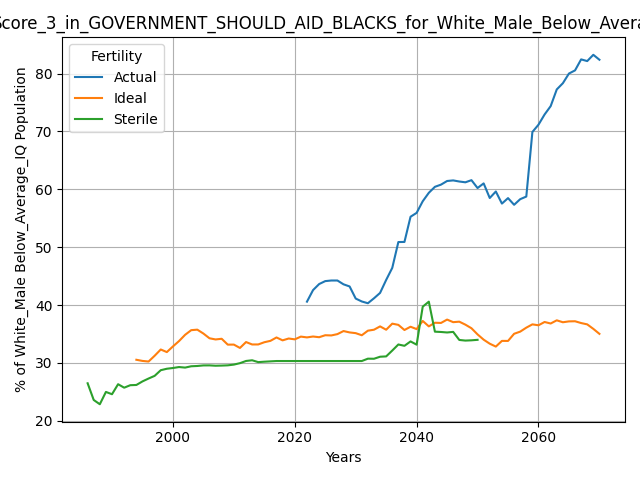 Score_3_in_GOVERNMENT_SHOULD_AID_BLACKS_for_White_Male_Below_Avera
Fertility
Actual
Ideal
Sterile
% of White_Male Below_Average_IQ Population
80
70
60
50
40
30
20
2000
2020
2040
2060
Years